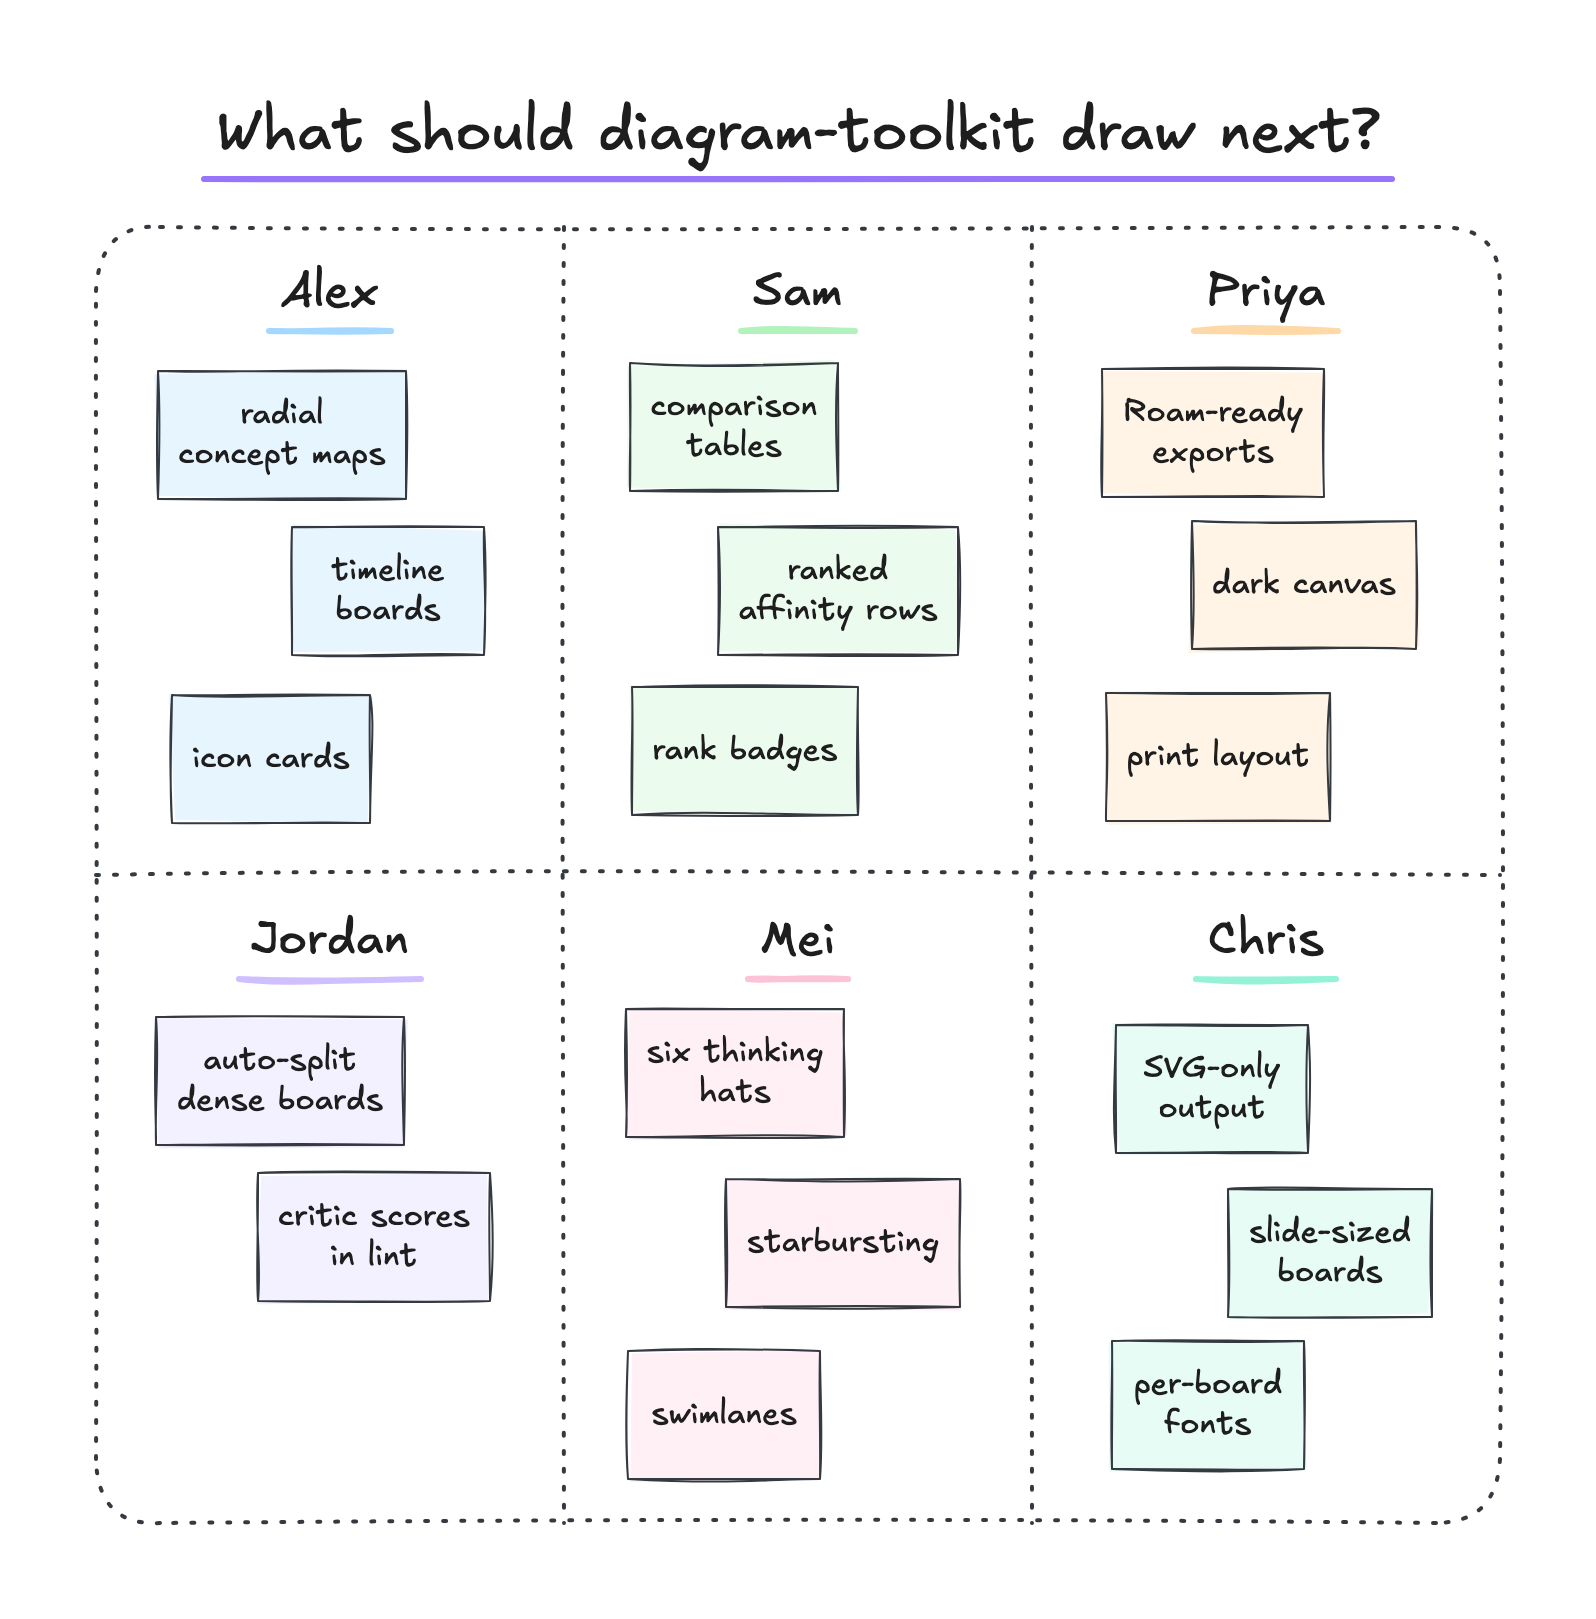 What should diagram-toolkit draw next?
Alex
radial
concept maps
timeline
boards
icon cards
Sam
comparison
tables
ranked
affinity rows
rank badges
Priya
Roam-ready
exports
dark canvas
print layout
Jordan
auto-split
dense boards
critic scores
in lint
Mei
six thinking
hats
starbursting
swimlanes
Chris
SVG-only
output
slide-sized
boards
per-board
fonts